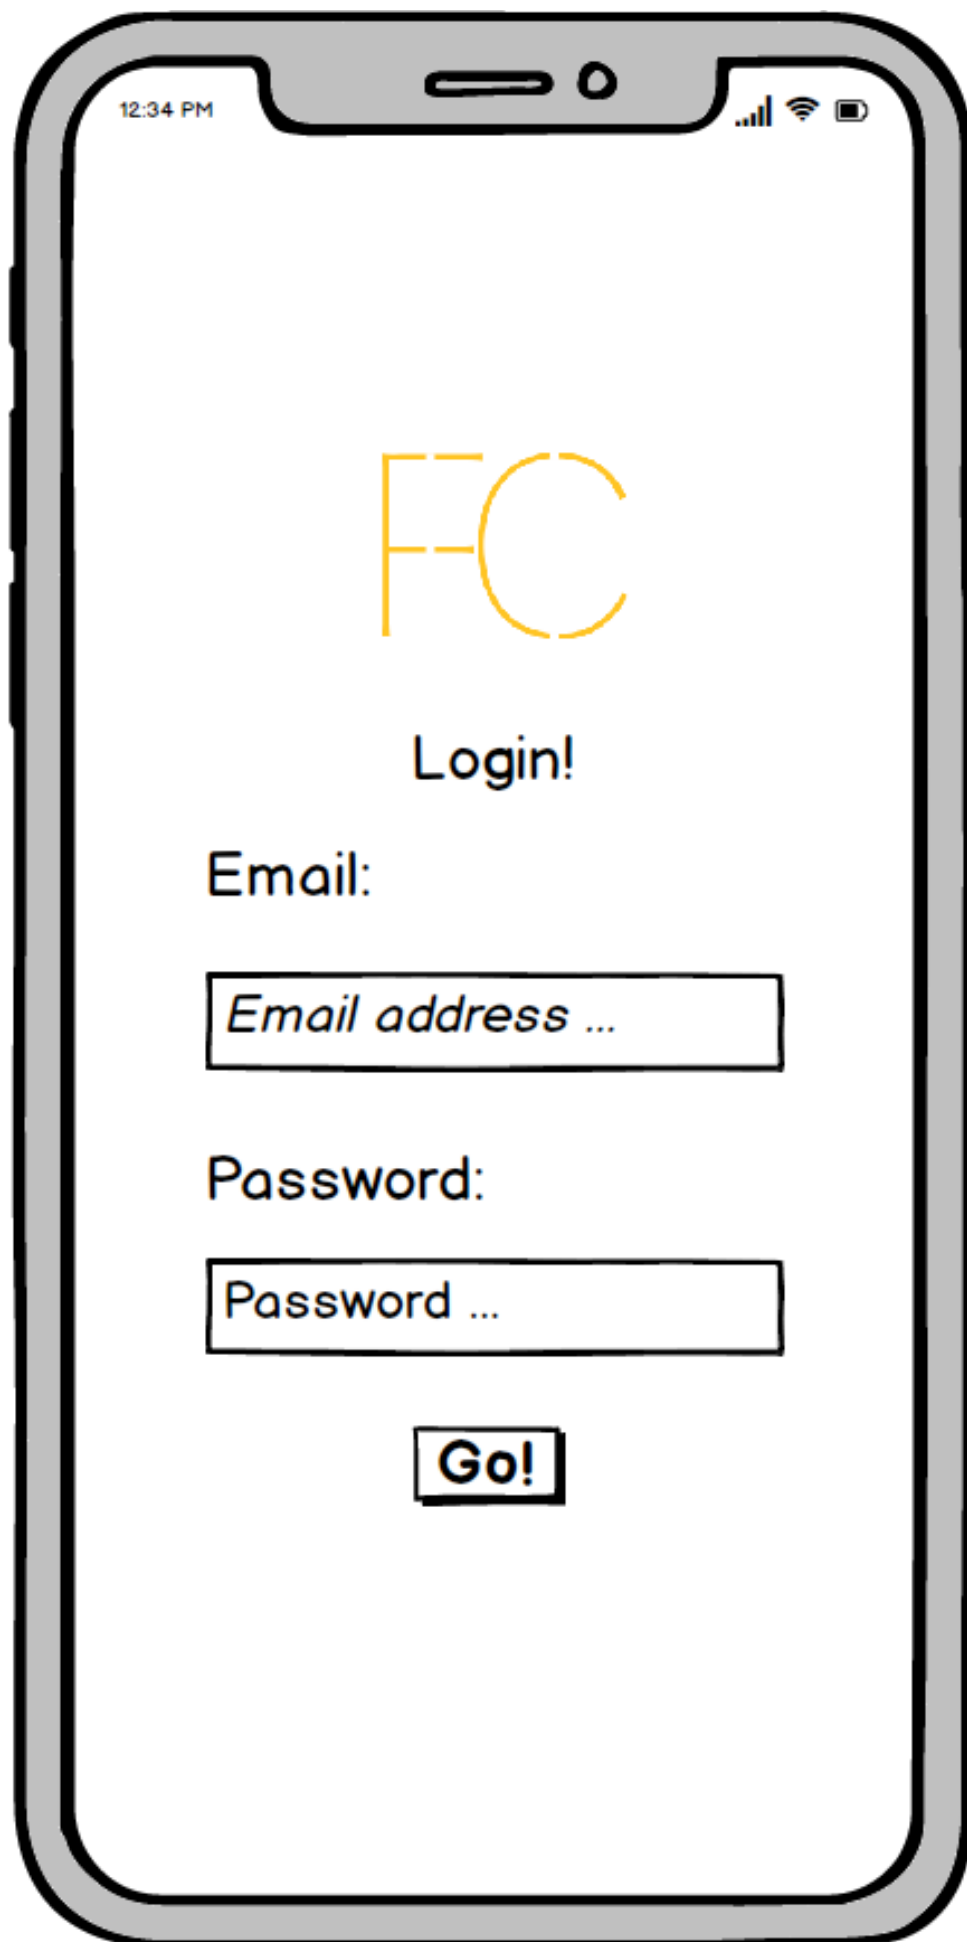 12:34 PM
FC
Login!
Email:
Email address ...
Password:
Password ...
Go!